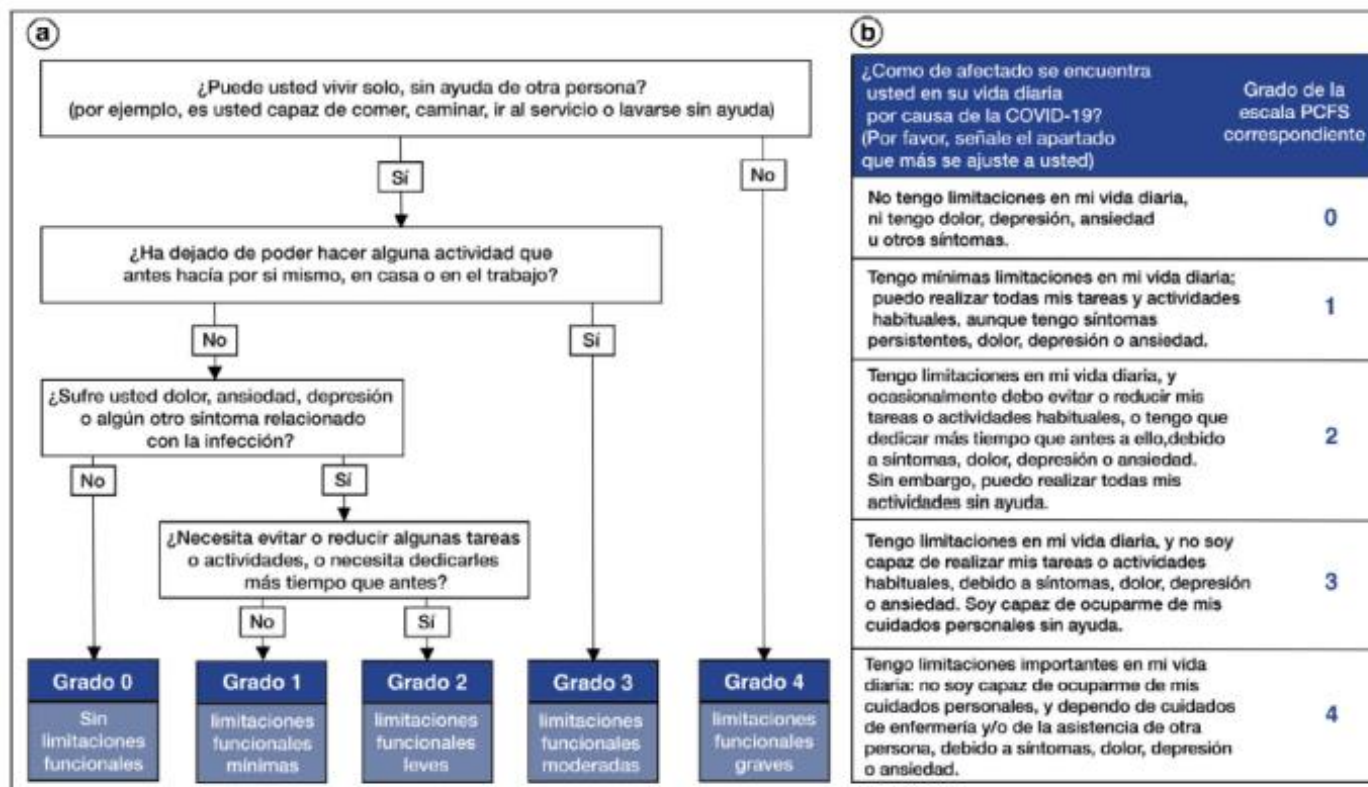 a
¿Puede usted vivir solo, sin ayuda de otra persona?
(por ejemplo, es usted capaz de comer, caminar, ir al servicio o lavarse sin ayuda)
Sí
No
¿Ha dejado de poder hacer alguna actividad que
antes hacía por si mismo, en casa o en el trabajo?
No
Sí
¿Sufre usted dolor, ansiedad, depresión
o algún otro síntoma relacionado
con la infección?
No
Sí
¿Necesita evitar o reducir algunas tareas
o actividades, o necesita dedicarles
más tiempo que antes?
No
Sí
Grado 0
Sin
limitaciones
funcionales
Grado 1
limitaciones
funcionales
mínimas
Grado 2
limitaciones
funcionales
leves
Grado 3
limitaciones
funcionales
moderadas
Grado 4
limitaciones
funcionales
graves
b
¿Como de afectado se encuentra
usted en su vida diaria
por causa de la COVID-19?
(Por favor, señale el apartado
que más se ajuste a usted)
Grado de la
escala PCFS
correspondiente
No tengo limitaciones en mi vida diaria,
ni tengo dolor, depresión, ansiedad
u otros síntomas.
0
Tengo mínimas limitaciones en mi vida diaria;
puedo realizar todas mis tareas y actividades
habituales, aunque tengo síntomas
persistentes, dolor, depresión o ansiedad.
1
Tengo limitaciones en mi vida diaria, y
ocasionalmente debo evitar o reducir mis
tareas o actividades habituales, o tengo que
dedicar más tiempo que antes a ello,debido
a síntomas, dolor, depresión o ansiedad.
Sin embargo, puedo realizar todas mis
actividades sin ayuda.
2
Tengo limitaciones en mi vida diaria, y no soy
capaz de realizar mis tareas o actividades
habituales, debido a síntomas, dolor, depresión
o ansiedad. Soy capaz de ocuparme de mis
cuidados personales sin ayuda.
3
Tengo limitaciones importantes en mi vida
diaria: no soy capaz de ocuparme de mis
cuidados personales, y dependo de cuidados
de enfermería y/o de la asistencia de otra
persona, debido a síntomas, dolor, depresión
o ansiedad.
4